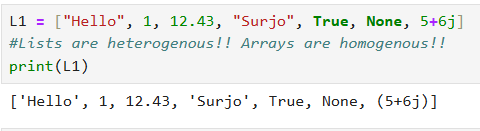 L1 = ["Hello", 1, 12.43, "Surjo", True, None, 5+6j]
#Lists are heterogenous!! Arrays are homogenous!!
print(L1)
['Hello', 1, 12.43, 'Surjo', True, None, (5+6j)]